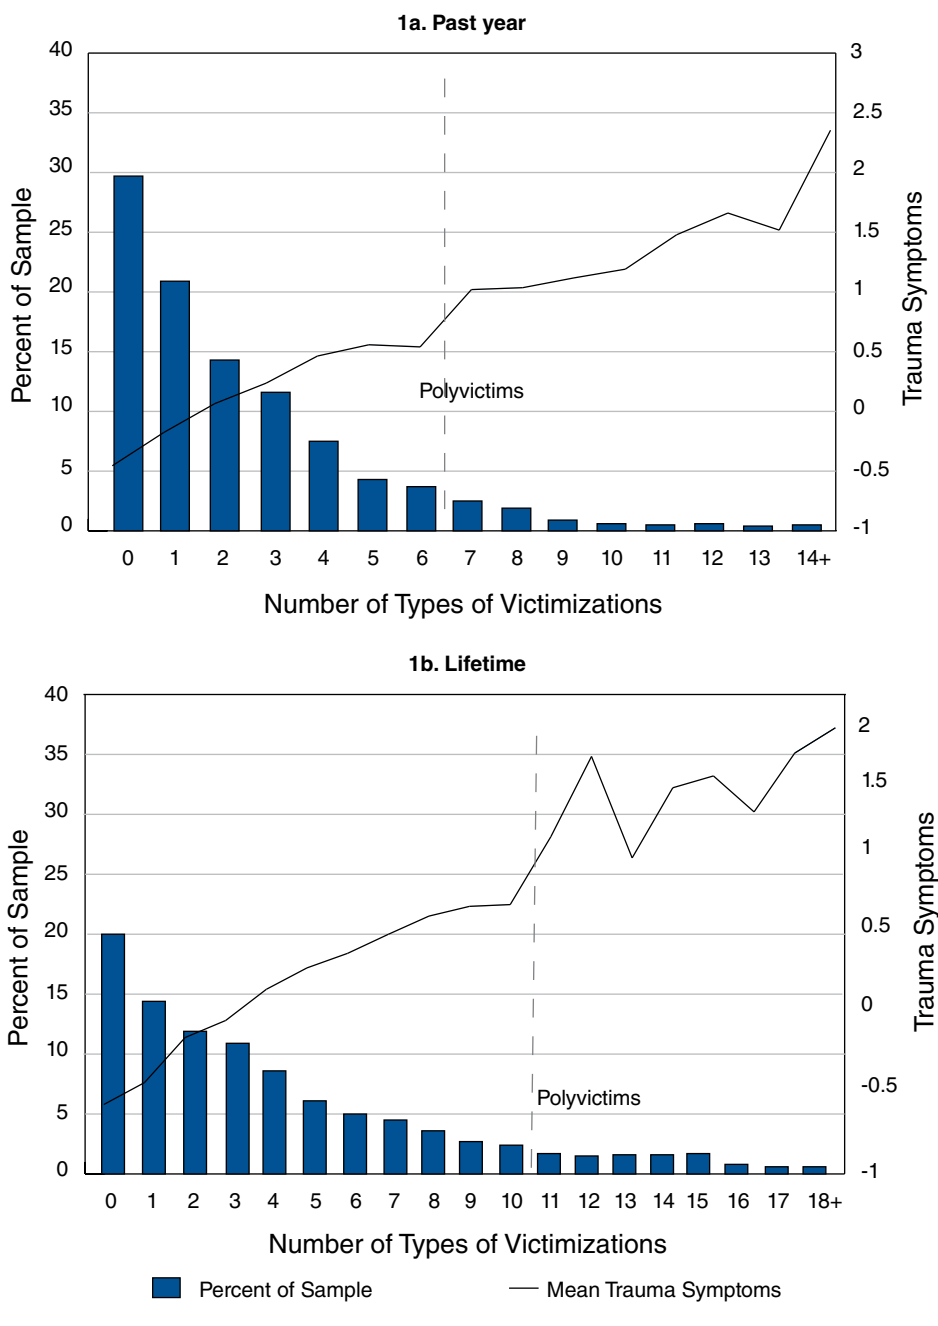 1a. Past year
40
35
30
25
20
15
10
5
0
Percent of Sample
3
2.5
2
1.5
1
0.5
0
-0.5
-1
Trauma Symptoms
Polyvictims
0 1 2 3 4 5 6 7 8 9 10 11 12 13 14+
Number of Types of Victimizations
1b. Lifetime
40
35
30
25
20
15
10
5
0
Percent of Sample
2
1.5
1
0.5
0
-0.5
-1
Trauma Symptoms
Polyvictims
0 1 2 3 4 5 6 7 8 9 10 11 12 13 14 15 16 17 18+
Number of Types of Victimizations
Percent of Sample
Mean Trauma Symptoms